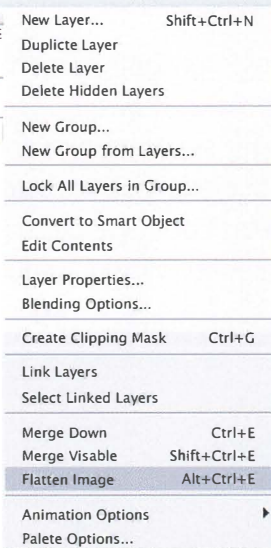 New Layer... Shift+Ctrl+N
Duplicte Layer
Delete Layer
Delete Hidden Layers
New Group...
New Group from Layers...
Lock All Layers in Group...
Convert to Smart Object
Edit Contents
Layer Properties...
Blending Options...
Create Clipping Mask Ctrl+G
Link Layers
Select Linked Layers
Merge Down Ctrl+E
Merge Visable Shift+Ctrl+E
Flatten Image Alt+Ctrl+E
Animation Options
Palete Options...